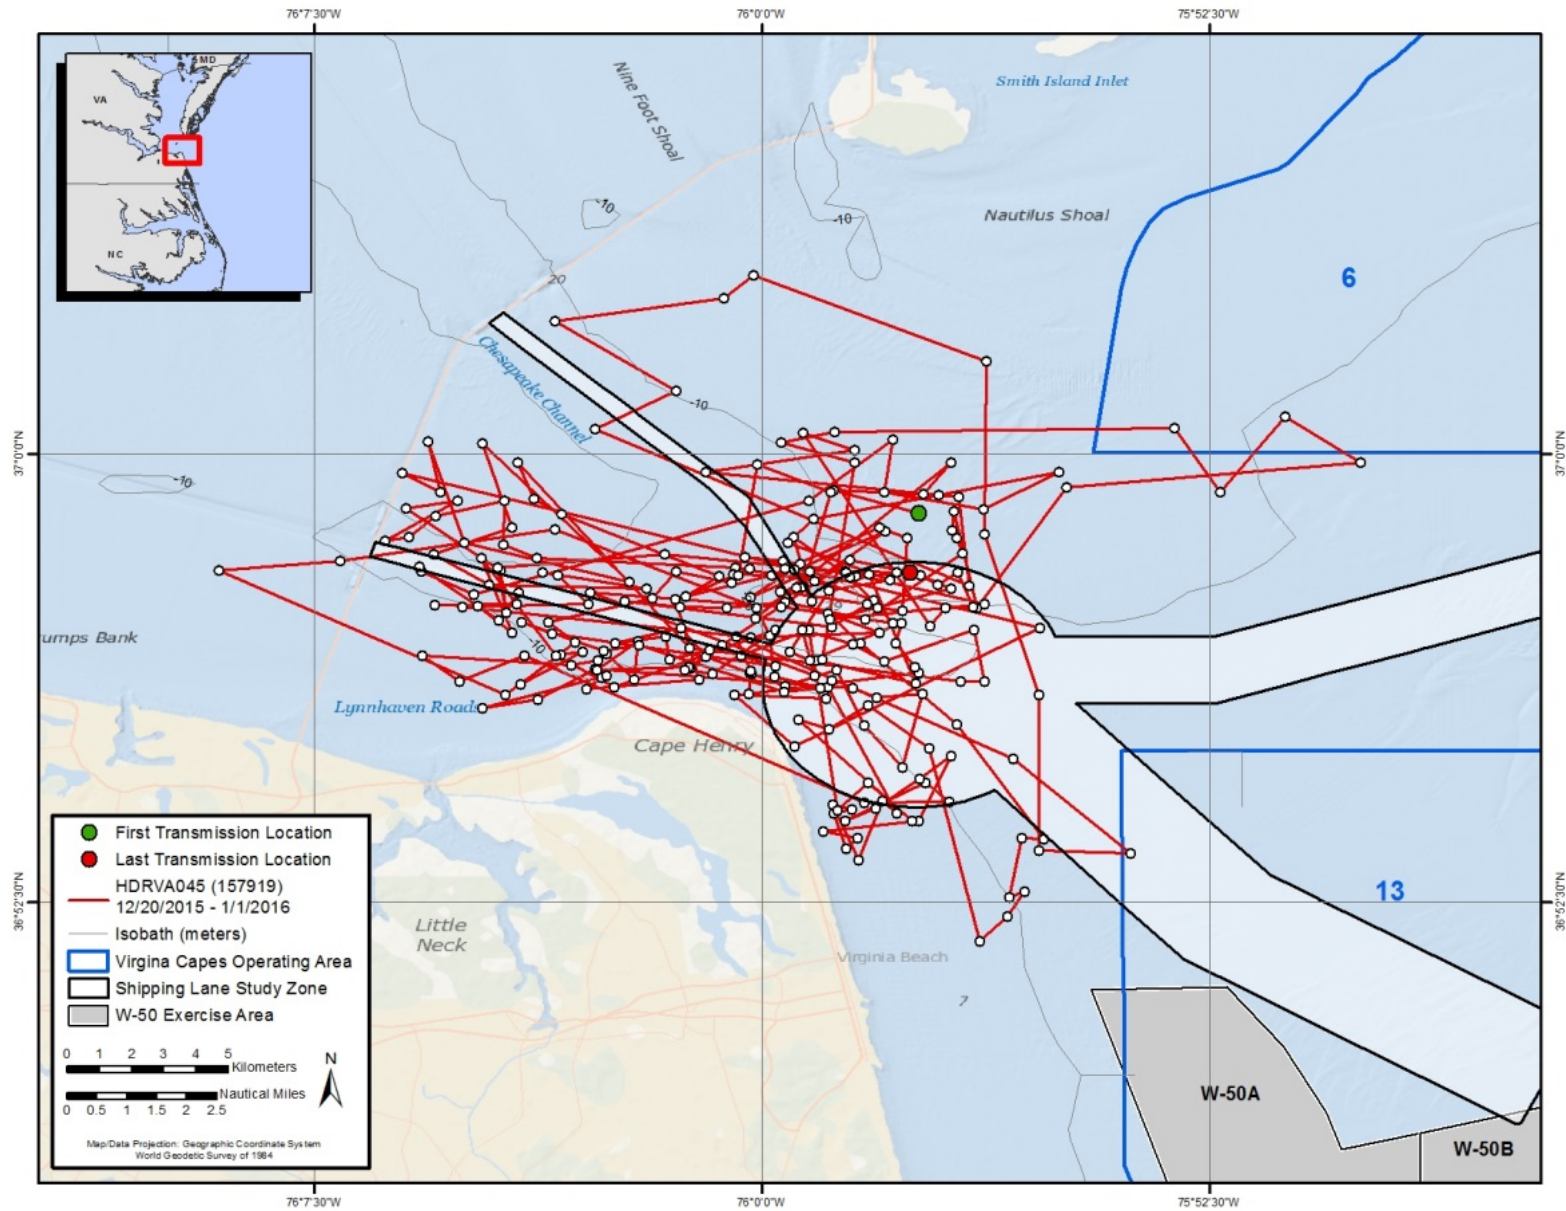 76°7'30"W
76°0'0"W
75°52'30"W
MD
VA
NC
Nine Foot Shoal
Smith Island Inlet
-10
-10
Nautilus Shoal
6
20
Chesapeake Channel
-10
37°0'0"N
37°0'0"N
-10
umps Bank
-10
Lynnhaven Roads
Cape Henry
First Transmission Location
Last Transmission Location
HDRVA045 (157919)
12/20/2015 - 1/1/2016
Isobath (meters)
Virgina Capes Operating Area
Shipping Lane Study Zone
W-50 Exercise Area
0 1 2 3 4 5
Kilometers
N
Nautical Miles
0 0.5 1 1.5 2 2.5
Map/Data Projection: Geographic Coordinate System
World Geodetic Survey of 1984
13
36°52'30"N
36°52'30"N
Little
Neck
Virginia Beach
7
W-50A
W-50B
76°7'30"W
76°0'0"W
75°52'30"W